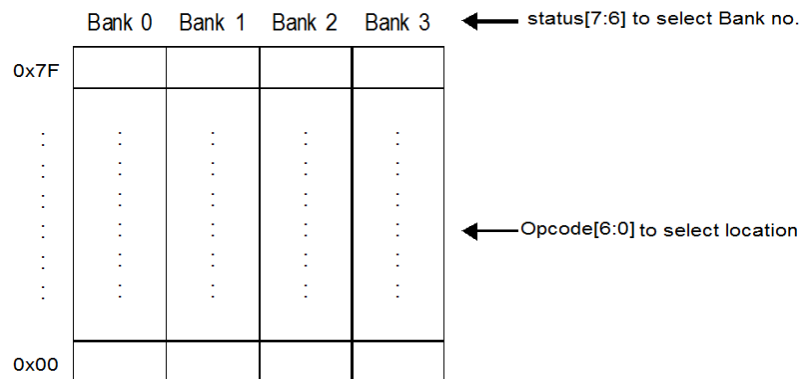 Bank 0 Bank 1 Bank 2 Bank 3 status[7:6] to select Bank no.
0x7F
Opcode[6:0] to select location
0x00